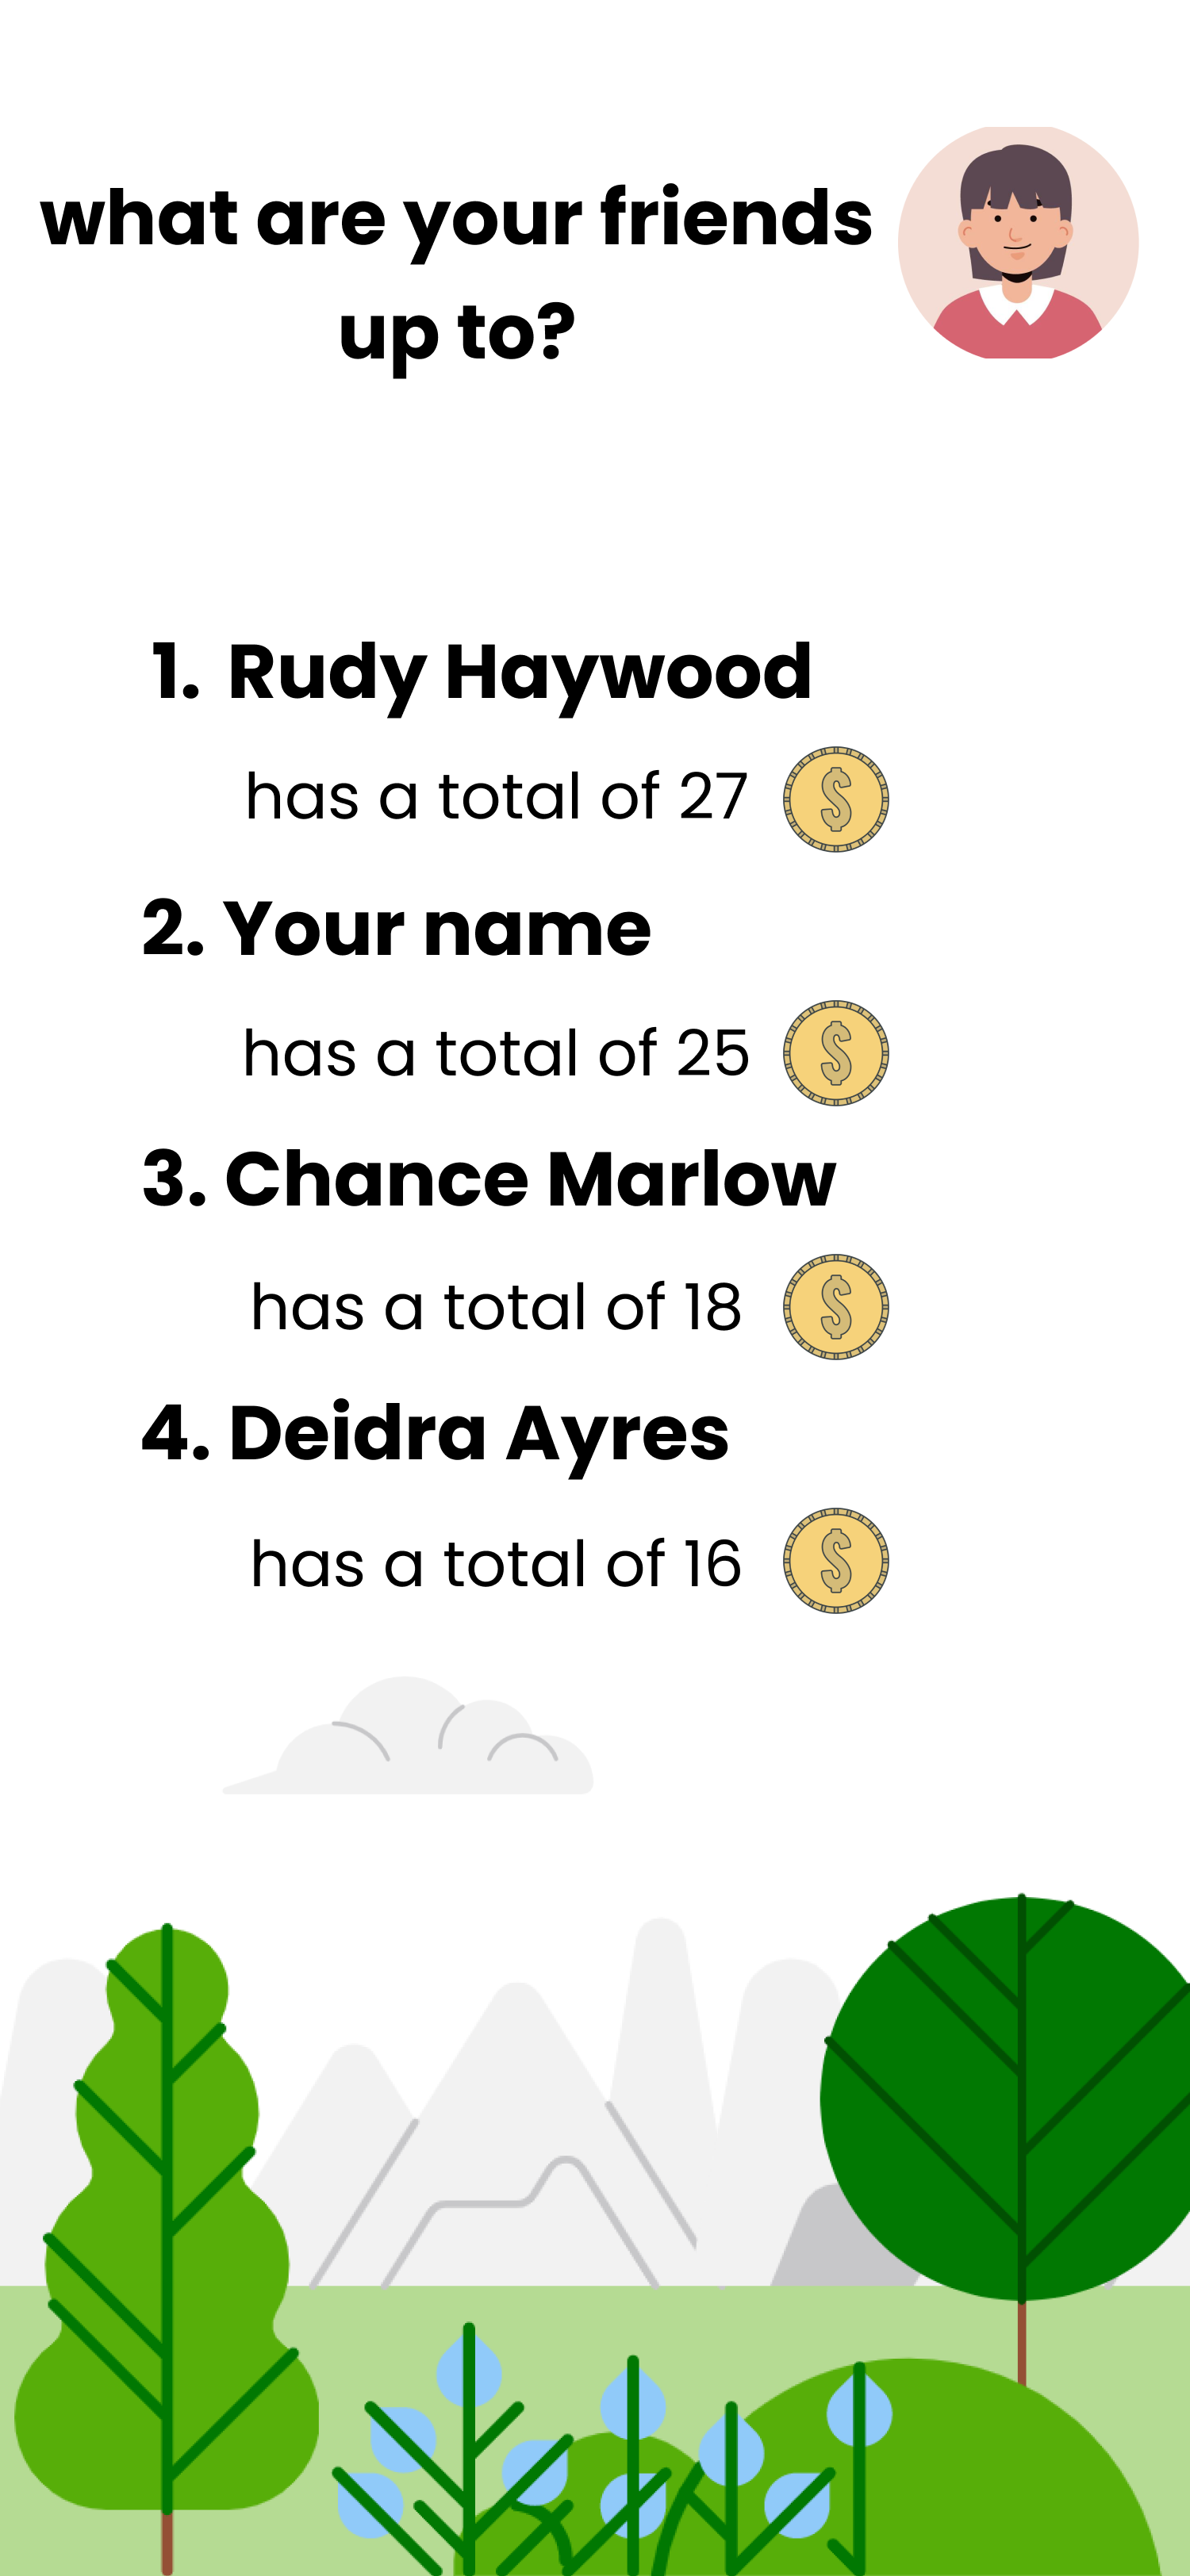 what are your friends
up to?
1. Rudy Haywood
has a total of 27
2. Your name
has a total of 25
3. Chance Marlow
has a total of 18
4. Deidra Ayres
has a total of 16